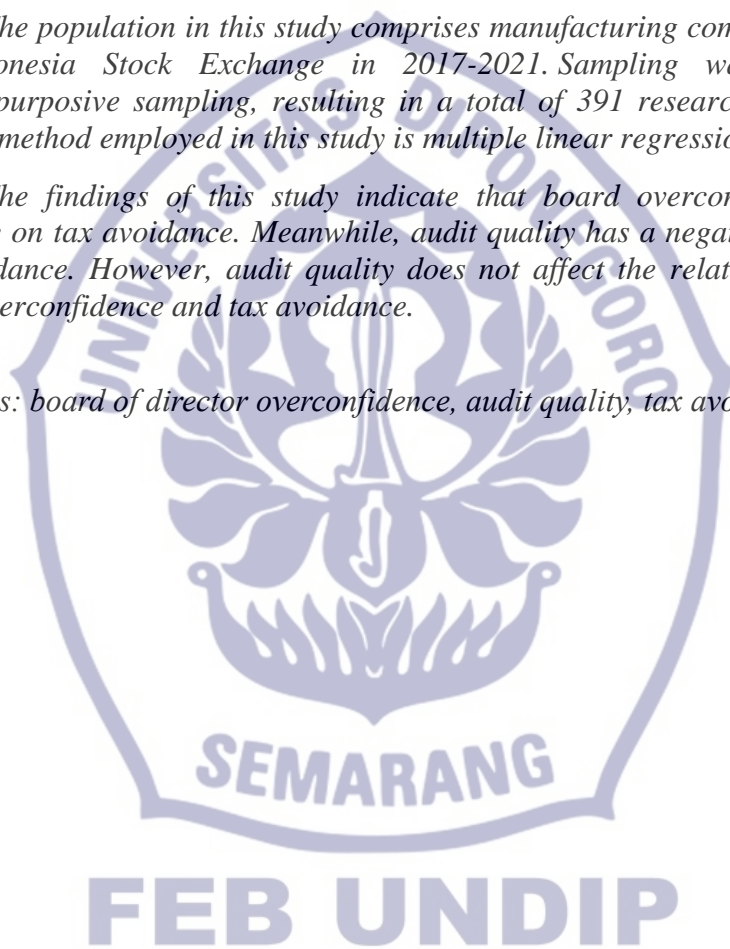 he population in this study comprises manufacturing com
onesia Stock Exchange in 2017-2021. Sampling w
purposive sampling, resulting in a total of 391 researc
method employed in this study is multiple linear regressio
he findings of this study indicate that board overcon
on tax avoidance. Meanwhile, audit quality has a nega
dance. However, audit quality does not affect the relat
erconfidence and tax avoidance.
s: board of director overconfidence, audit quality, tax avo
UNIVERSITAS DIPONEGORO
SEMARANG
FEB UNDIP